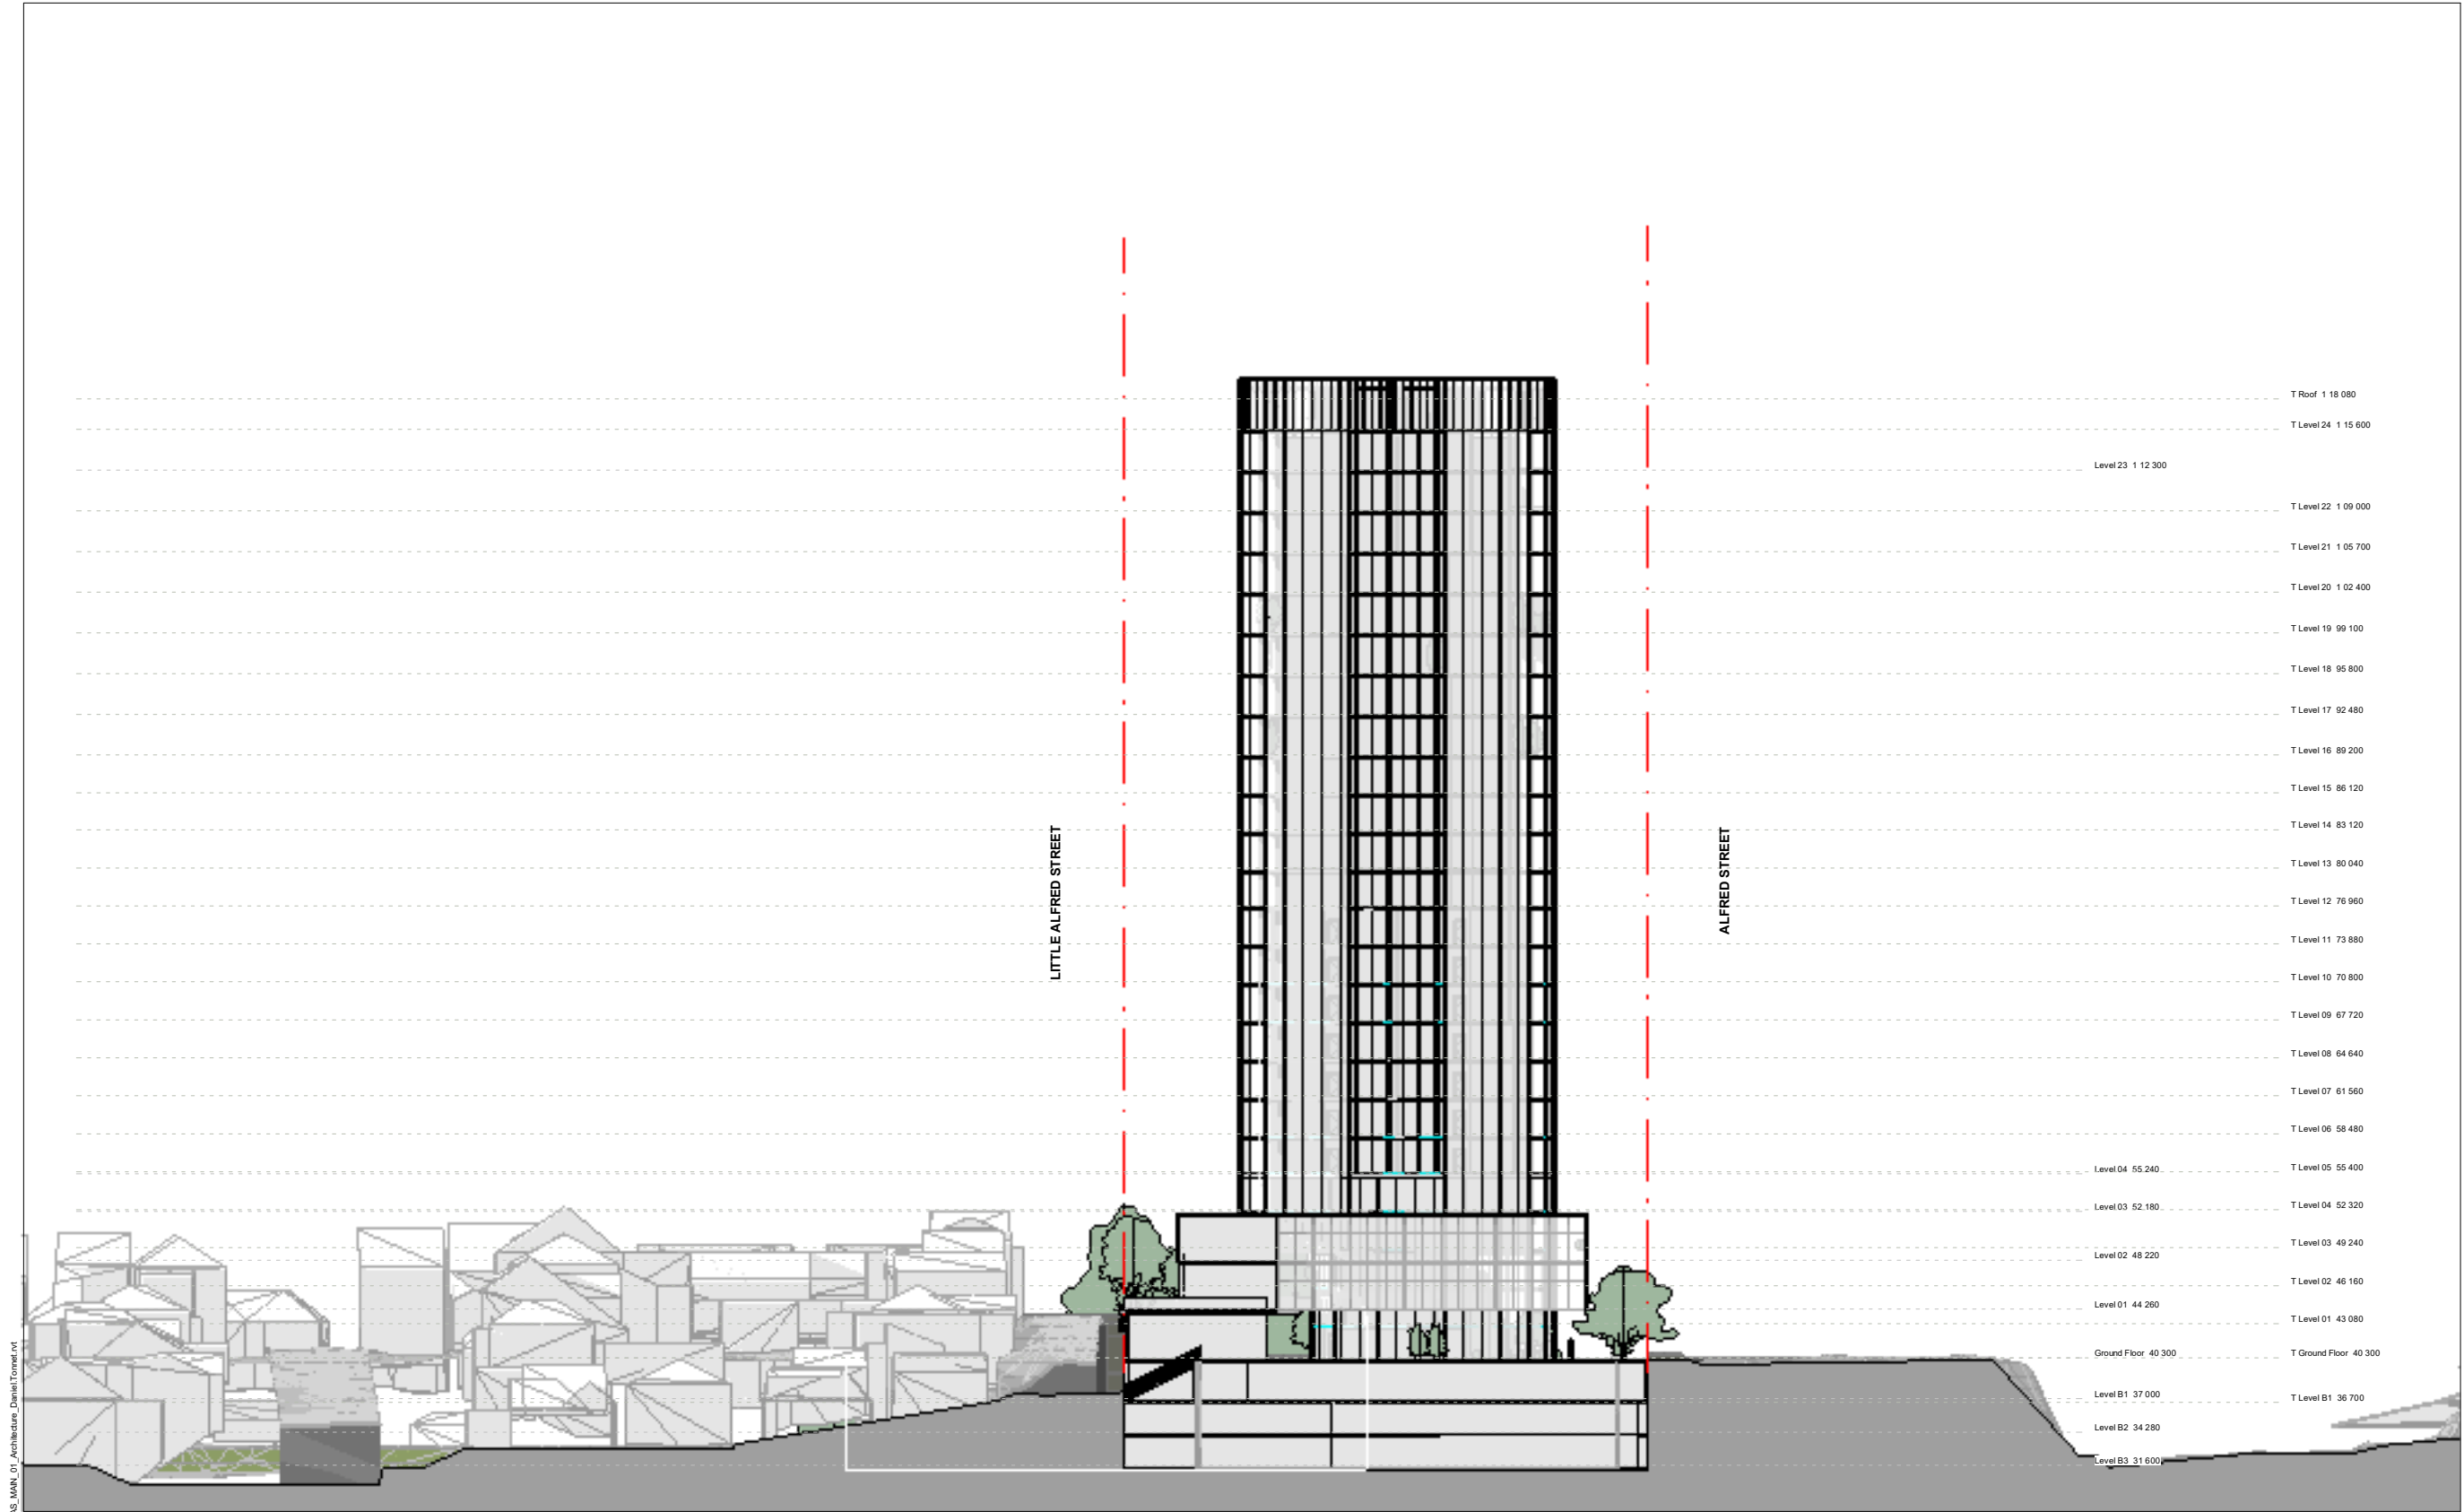 T Roof 1 18 080
T Level 24 1 15 600
Level 23 1 12 300
T Level 22 1 09 000
T Level 21 1 05 700
T Level 20 1 02 400
T Level 19 99 100
T Level 18 95 800
T Level 17 92 480
T Level 16 89 200
T Level 15 86 120
T Level 14 83 120
T Level 13 80 040
T Level 12 76 960
T Level 11 73 880
T Level 10 70 800
T Level 09 67 720
T Level 08 64 640
T Level 07 61 560
T Level 06 58 480
Level 04 55 240
T Level 05 55 400
Level 03 52 180
T Level 04 52 320
Level 02 48 220
T Level 03 49 240
T Level 02 46 160
Level 01 44 260
T Level 01 43 080
Ground Floor 40 300
T Ground Floor 40 300
Level B1 37 000
T Level B1 36 700
Level B2 34 280
Level B3 31 600
LITTLE ALFRED STREET
ALFRED STREET